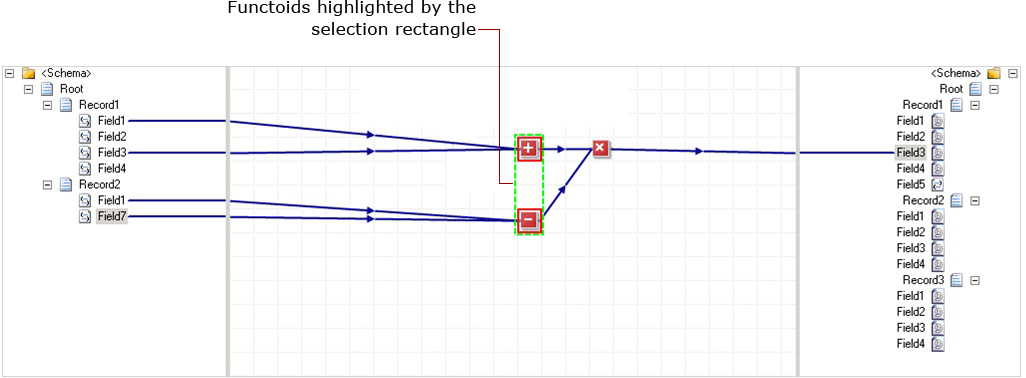 Functoids highlighted by the
selection rectangle
<Schema>
Root
Record1
Field1
Field2
Field3
Field4
Record2
Field1
Field7
<Schema>
Root
Record1
Field1
Field2
Field3
Field4
Field5
Record2
Field1
Field2
Field3
Field4
Record3
Field1
Field2
Field3
Field4